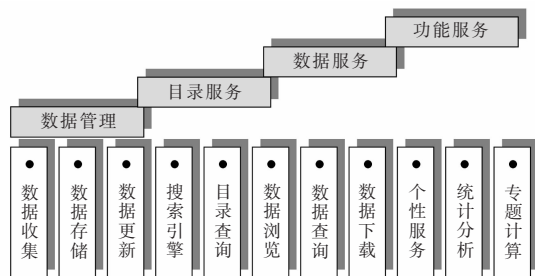 功能服务
数据服务
目录服务
数据管理
数据收集
数据存储
数据更新
搜索引擎
目录查询
数据浏览
数据查询
数据下载
个性服务
统计分析
专题计算